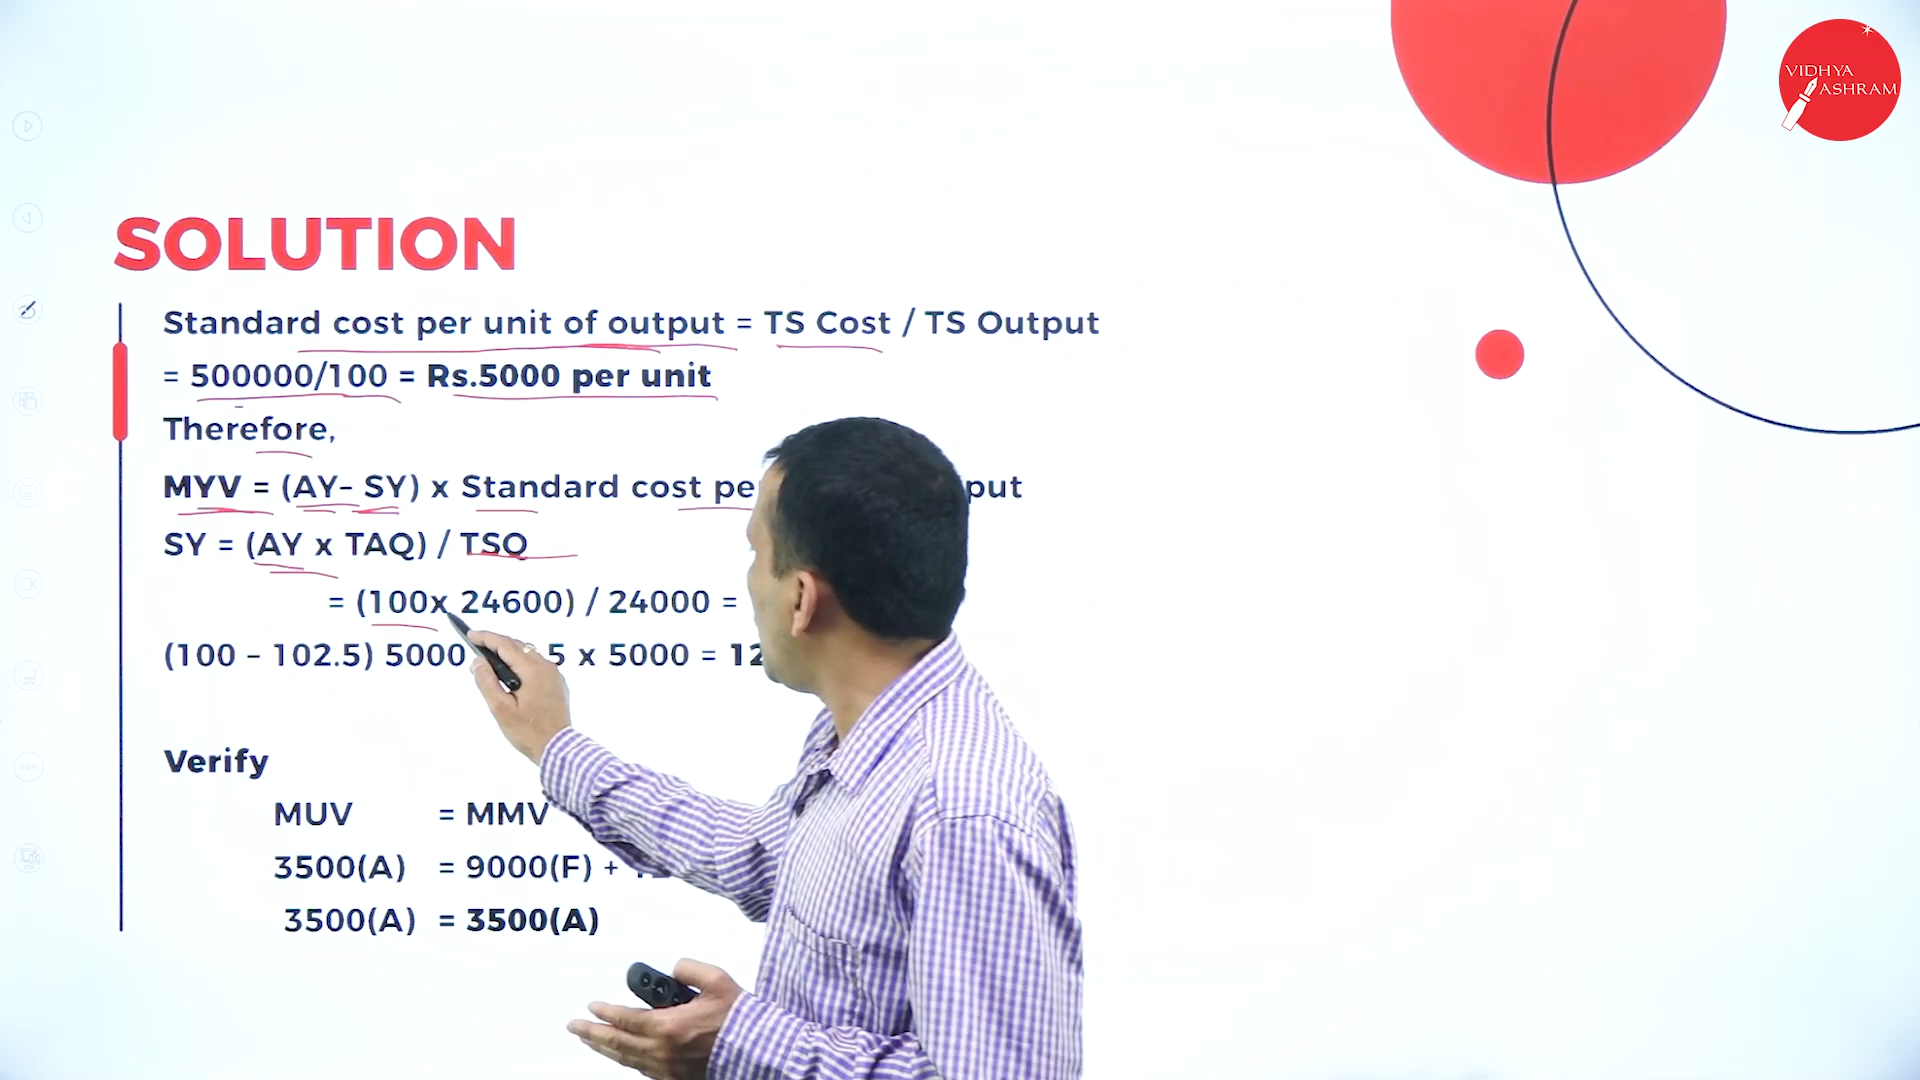 VIDHYA
ASHRAM
SOLUTION
Standard cost per unit of output = TS Cost / TS Output
= 500000/100 = Rs.5000 per unit
Therefore,
MYV = (AY- SY) x Standard cost put
SY = (AY x TAQ) / TSQ
= (100x 24600) / 24000 =
(100 – 102.5) 5000 5 x 5000 =
Verify
MUV = MMV
3500(A) = 9000(F) +
3500(A) = 3500(A)